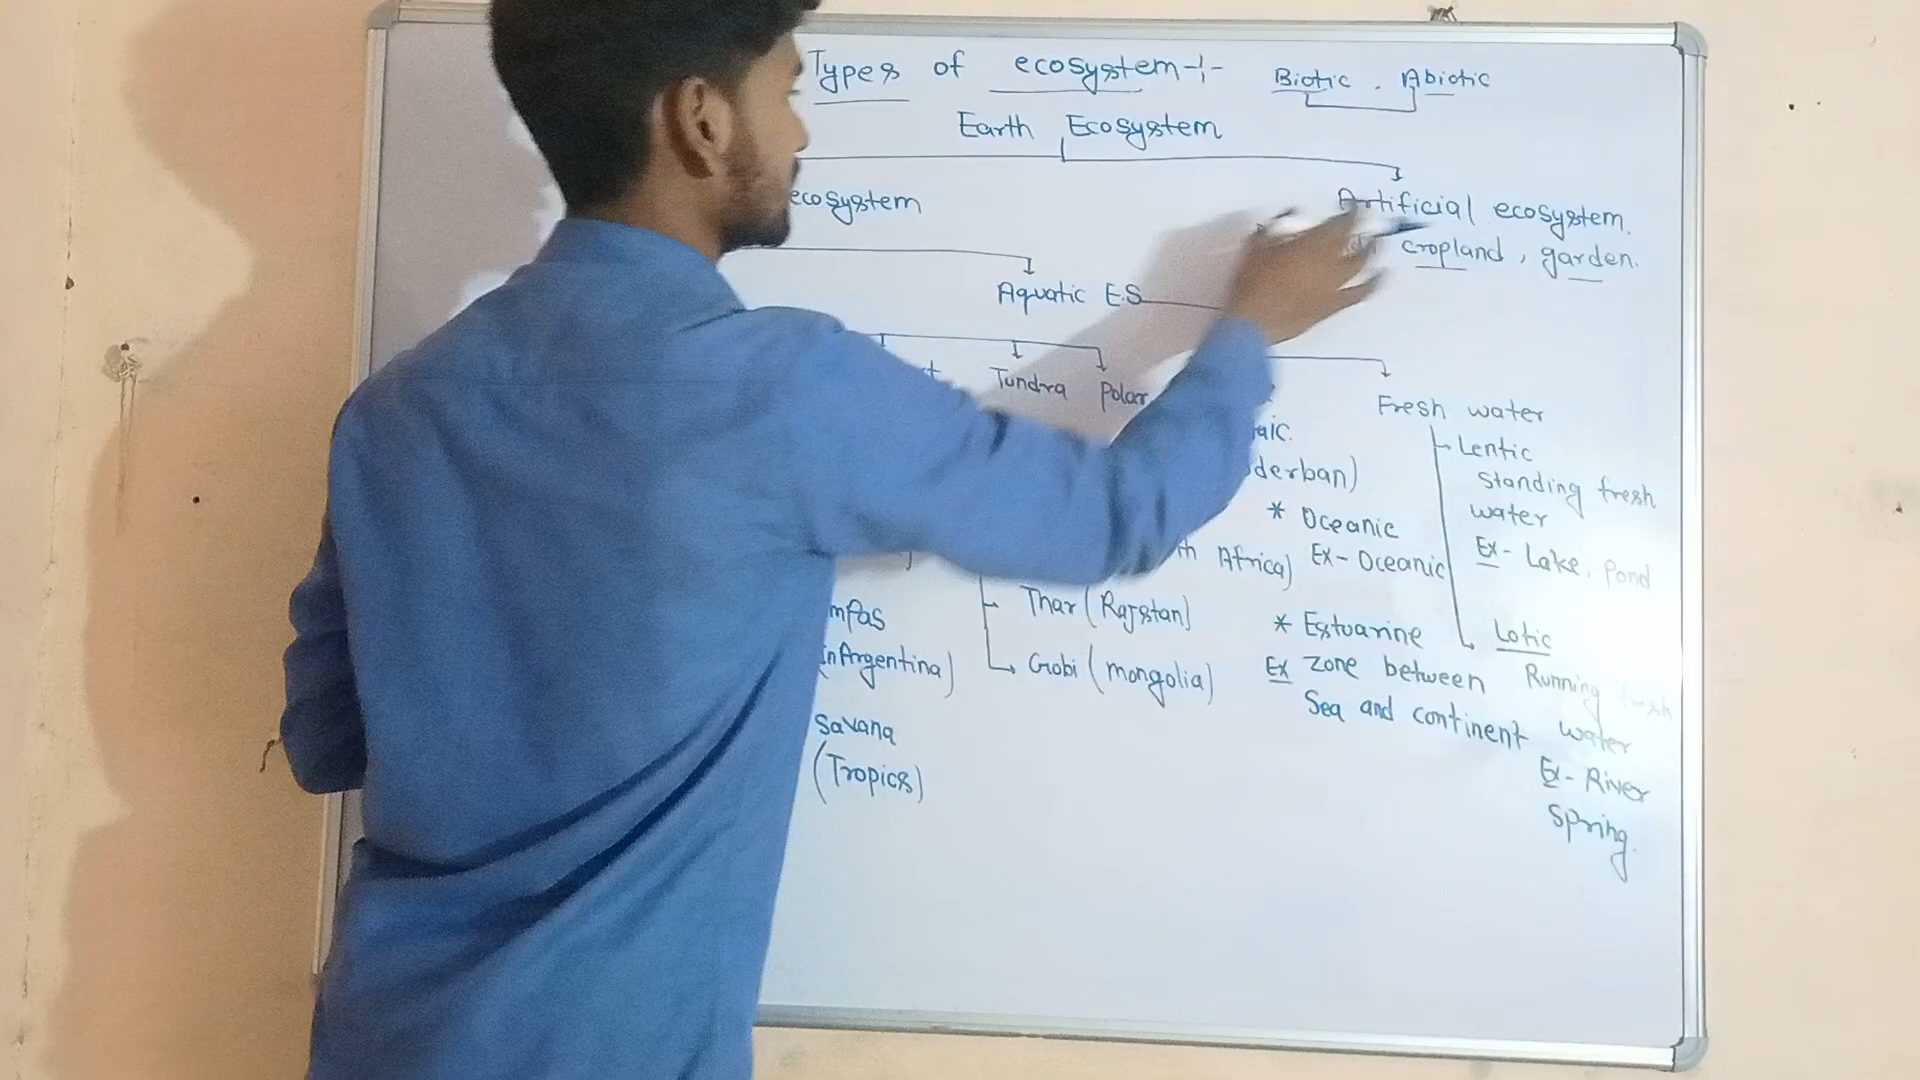 Types of ecosystem-:-
Biotic . Abiotic
Earth Ecosystem
ecosystem
Artificial ecosystem.
cropland, garden.
Aquatic E.S
Tundra
Polar
Fresh water
Lentic
Standing fresh
water
Ex- Lake, Pond
Lotic
Running fresh
water
Ex- River
Spring.
derban)
* Oceanic
Ex- Oceanic
* Estuarine
Ex Zone between
Sea and continent
Africa)
Thar (Rajstan)
Gobi (mongolia)
mPas
(in Argentina)
Savana
(Tropics)